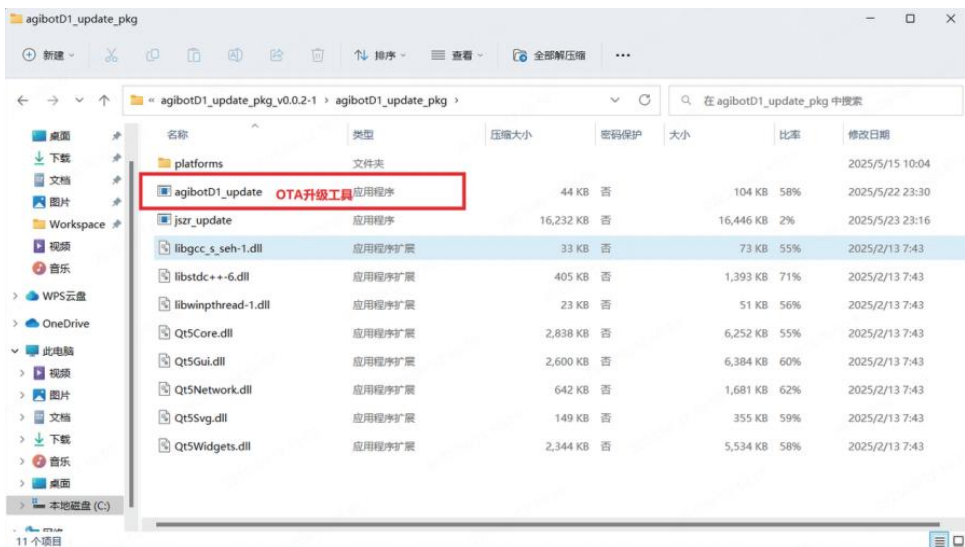 agibotD1_update_pkg
新建
排序
查看
全部解压缩
« agibotD1_update_pkg_v0.0.2-1 › agibotD1_update_pkg ›
在 agibotD1_update_pkg 中搜索
桌面
下载
文档
图片
Workspace
视频
音乐
WPS云盘
OneDrive
此电脑
视频
图片
文档
下载
音乐
桌面
本地磁盘 (C:)
名称 类型 压缩大小 密码保护 大小 比率 修改日期
platforms 文件夹 2025/5/15 10:04
agibotD1_update OTA升级工具 应用程序 44 KB 否 104 KB 58% 2025/5/22 23:30
jszr_update 应用程序 16,232 KB 否 16,446 KB 2% 2025/5/23 23:16
libgcc_s_seh-1.dll 应用程序扩展 33 KB 否 73 KB 55% 2025/2/13 7:43
libstdc++-6.dll 应用程序扩展 405 KB 否 1,393 KB 71% 2025/2/13 7:43
libwinpthread-1.dll 应用程序扩展 23 KB 否 51 KB 56% 2025/2/13 7:43
Qt5Core.dll 应用程序扩展 2,838 KB 否 6,252 KB 55% 2025/2/13 7:43
Qt5Gui.dll 应用程序扩展 2,600 KB 否 6,384 KB 60% 2025/2/13 7:43
Qt5Network.dll 应用程序扩展 642 KB 否 1,681 KB 62% 2025/2/13 7:43
Qt5Svg.dll 应用程序扩展 149 KB 否 355 KB 59% 2025/2/13 7:43
Qt5Widgets.dll 应用程序扩展 2,344 KB 否 5,534 KB 58% 2025/2/13 7:43
11 个项目